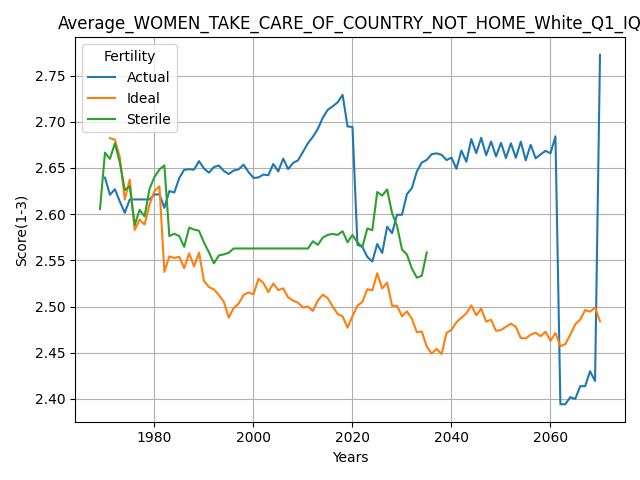 Average_WOMEN_TAKE_CARE_OF_COUNTRY_NOT_HOME_White_Q1_IQ
Fertility
Actual
Ideal
Sterile
Score(1-3)
2.75
2.70
2.65
2.60
2.55
2.50
2.45
2.40
1980 2000 2020 2040 2060
Years